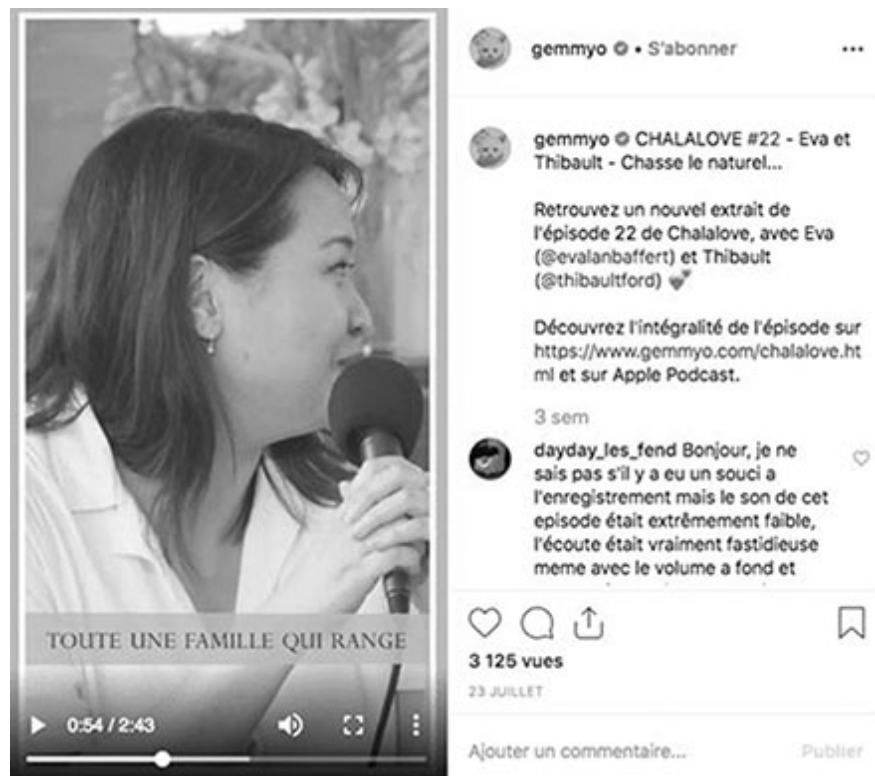 gemmyo • S'abonner
gemmyo CHALALOVE #22 - Eva et
Thibault - Chasse le naturel...
Retrouvez un nouvel extrait de
l'épisode 22 de Chalalove, avec Eva
(@evalanbaffert) et Thibault
(@thibaultford)
Découvrez l'intégralité de l'épisode sur
https://www.gemmyo.com/chalalove.ht
ml et sur Apple Podcast.
3 sem
dayday_les_fend Bonjour, je ne
sais pas s'il y a eu un souci a
l'enregistrement mais le son de cet
episode était extrêmement faible,
l'écoute était vraiment fastidieuse
meme avec le volume a fond et
TOUTE UNE FAMILLE QUI RANGE
0:54 / 2:43
3 125 vues
23 JUILLET
Ajouter un commentaire... Publier